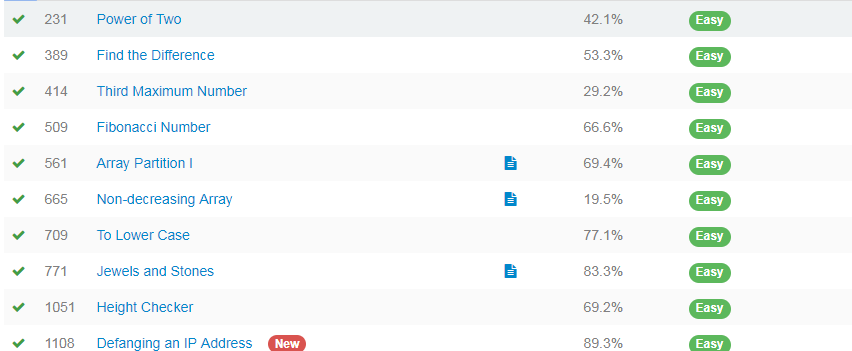 231 Power of Two 42.1% Easy
389 Find the Difference 53.3% Easy
414 Third Maximum Number 29.2% Easy
509 Fibonacci Number 66.6% Easy
561 Array Partition I 69.4% Easy
665 Non-decreasing Array 19.5% Easy
709 To Lower Case 77.1% Easy
771 Jewels and Stones 83.3% Easy
1051 Height Checker 69.2% Easy
1108 Defanging an IP Address New 89.3% Easy